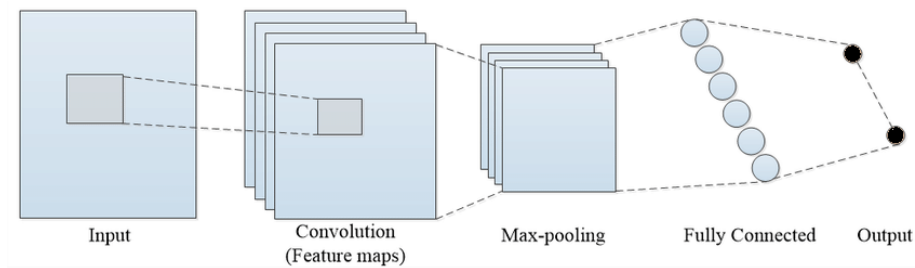 Input
Convolution
(Feature maps)
Max-pooling
Fully Connected
Output